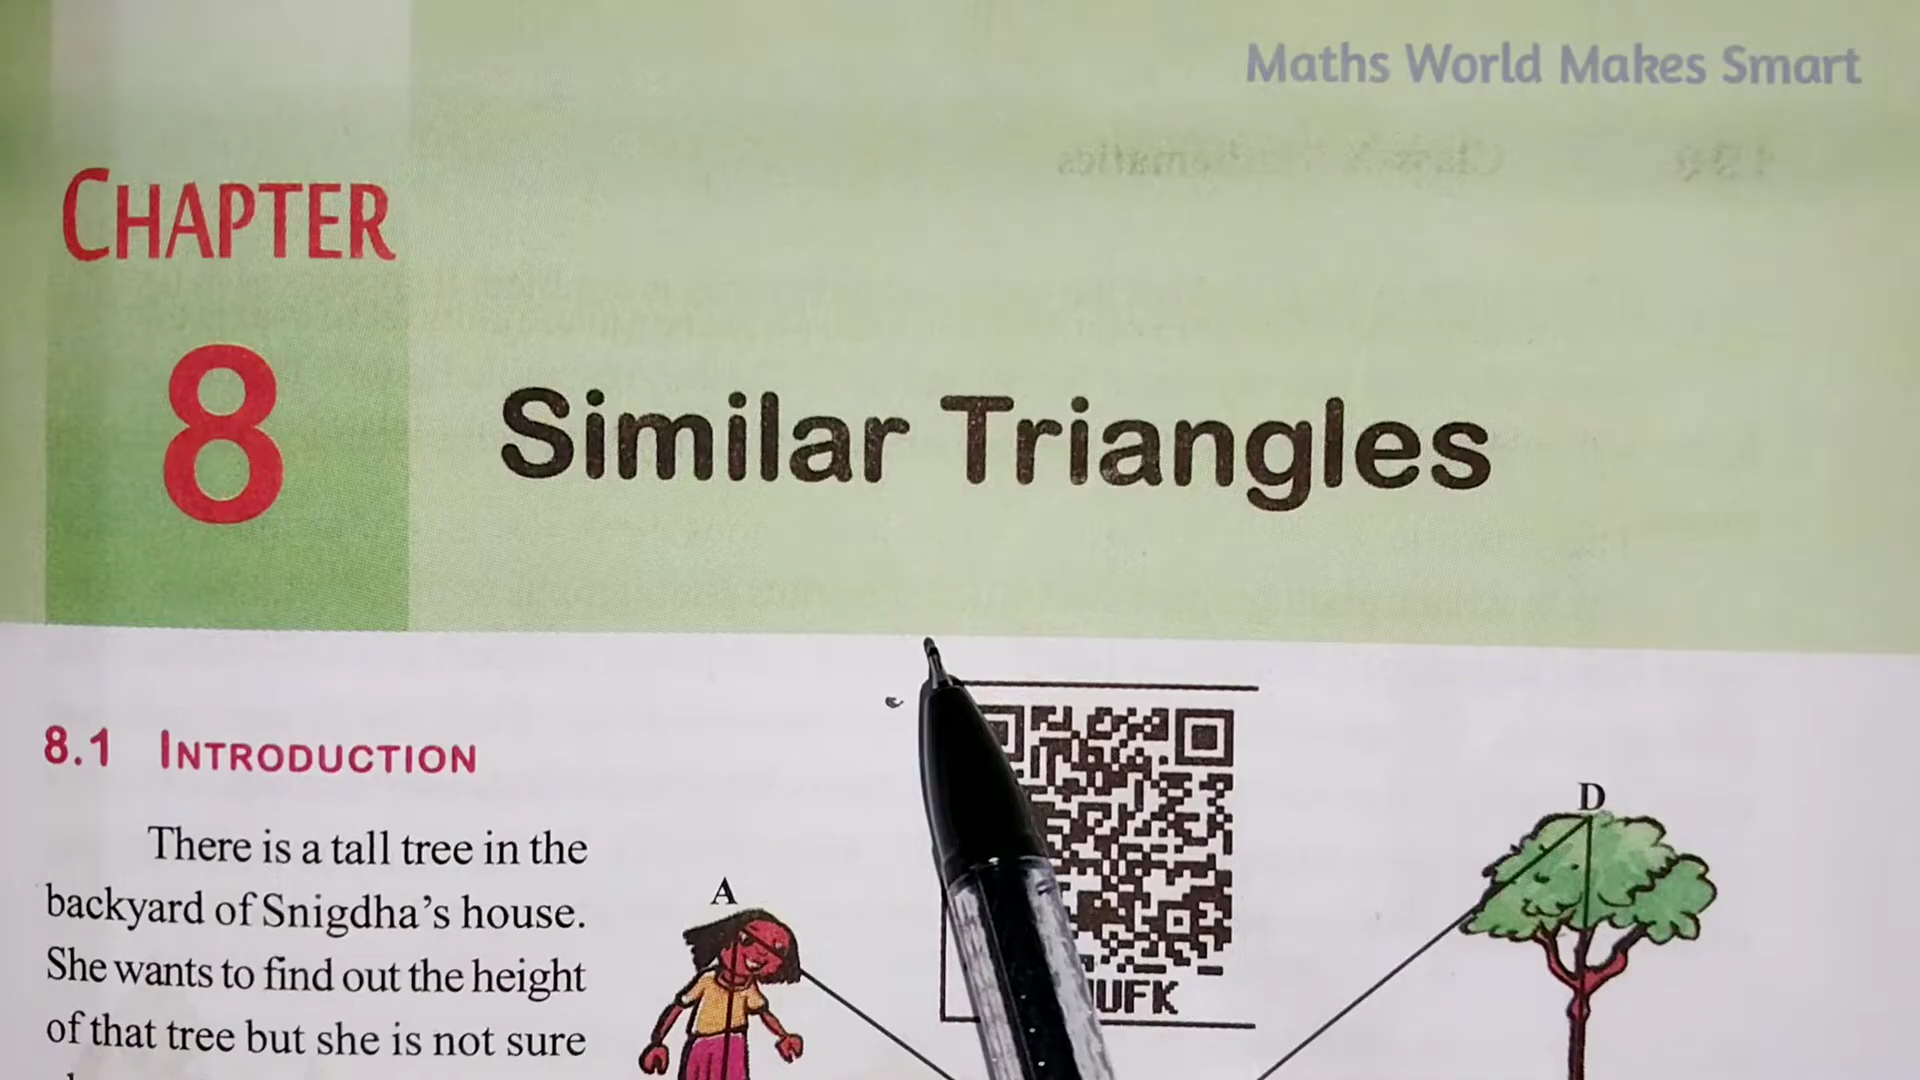 Maths World Makes Smart
CHAPTER
8
Similar Triangles
8.1 INTRODUCTION
There is a tall tree in the
backyard of Snigdha's house.
She wants to find out the height
of that tree but she is not sure
A
D
UFK